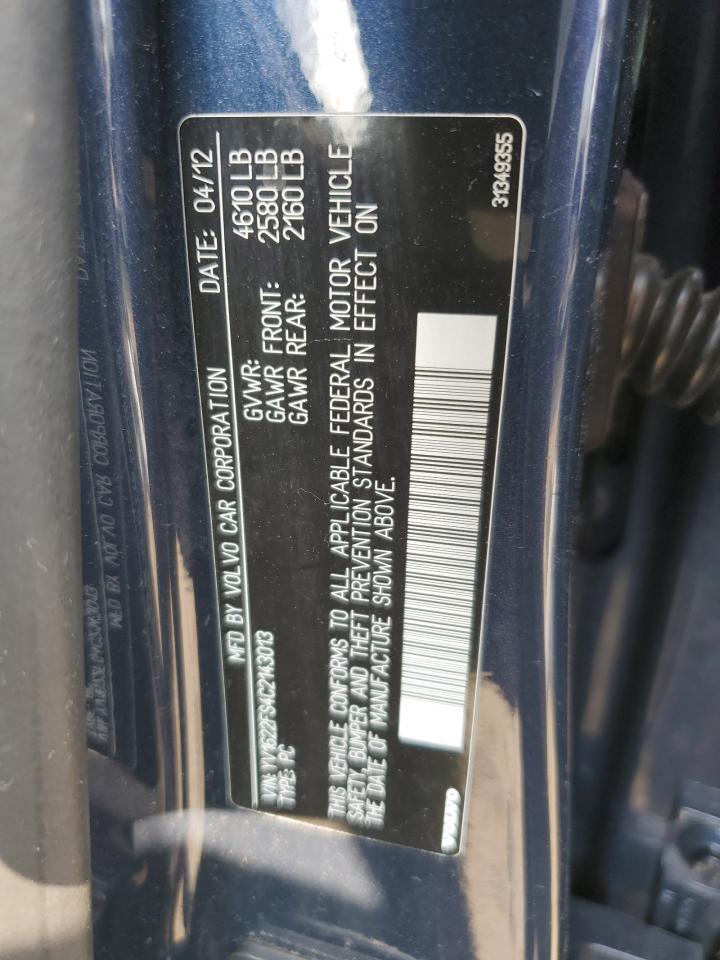 MFD BY VOLVO CAR CORPORATION DATE: 04/12
GVWR: 4610 LB
VIN: YV1622FS4C2143013 GAWR FRONT: 2580 LB
TYPE: PC GAWR REAR: 2160 LB
THIS VEHICLE CONFORMS TO ALL APPLICABLE FEDERAL MOTOR VEHICLE
SAFETY, BUMPER AND THEFT PREVENTION STANDARDS IN EFFECT ON
THE DATE OF MANUFACTURE SHOWN ABOVE.
VOLVO 31349355